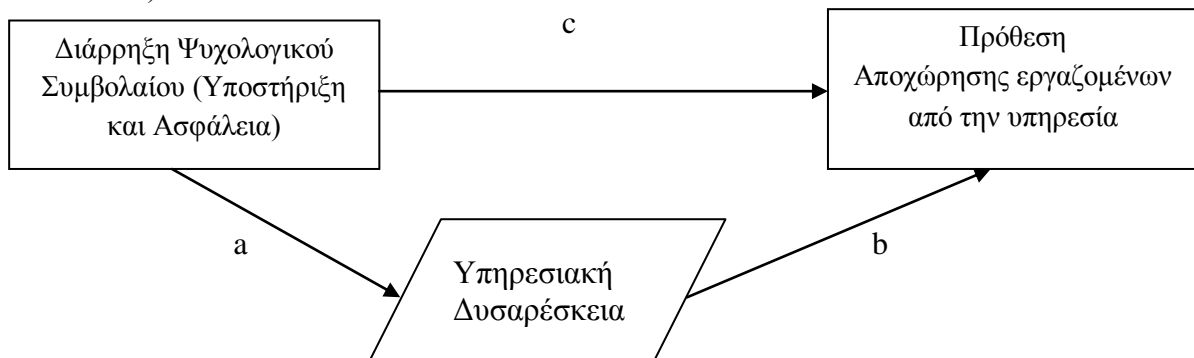 c
Διάρρηξη Ψυχολογικού
Συμβολαίου (Υποστήριξη
και Ασφάλεια)
Πρόθεση
Αποχώρησης εργαζομένων
από την υπηρεσία
a
b
Υπηρεσιακή
Δυσαρέσκεια